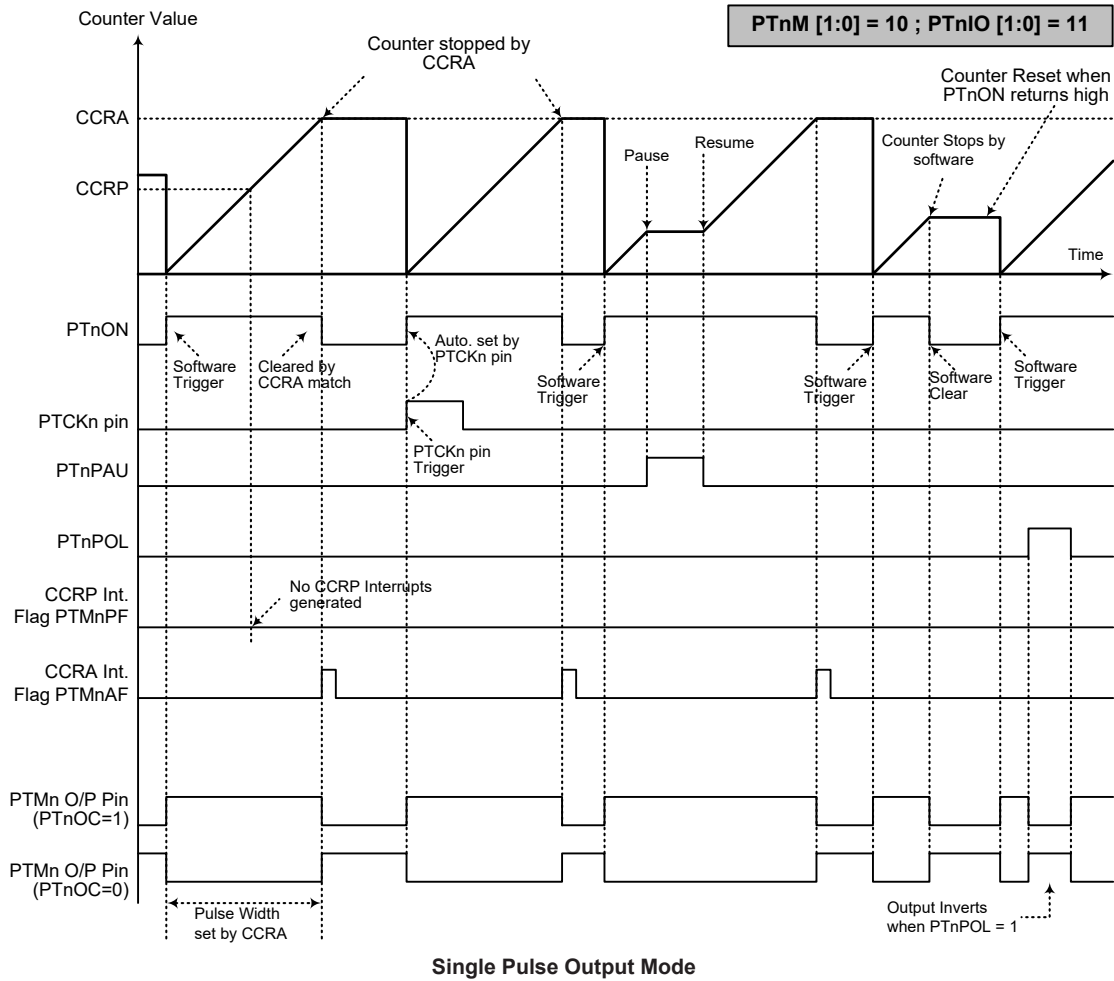 Counter Value
PTnM [1:0] = 10 ; PTnIO [1:0] = 11
Counter stopped by
CCRA
Counter Reset when
PTnON returns high
CCRA
Pause
Resume
Counter Stops by
software
CCRP
Time
PTnON
Software
Trigger
Cleared by
CCRA match
Auto. set by
PTCKn pin
Software
Trigger
Software
Trigger
Software
Clear
Software
Trigger
PTCKn pin
PTCKn pin
Trigger
PTnPAU
PTnPOL
No CCRP Interrupts
generated
CCRP Int.
Flag PTMnPF
CCRA Int.
Flag PTMnAF
PTMn O/P Pin
(PTnOC=1)
PTMn O/P Pin
(PTnOC=0)
Pulse Width
set by CCRA
Output Inverts
when PTnPOL = 1
Single Pulse Output Mode